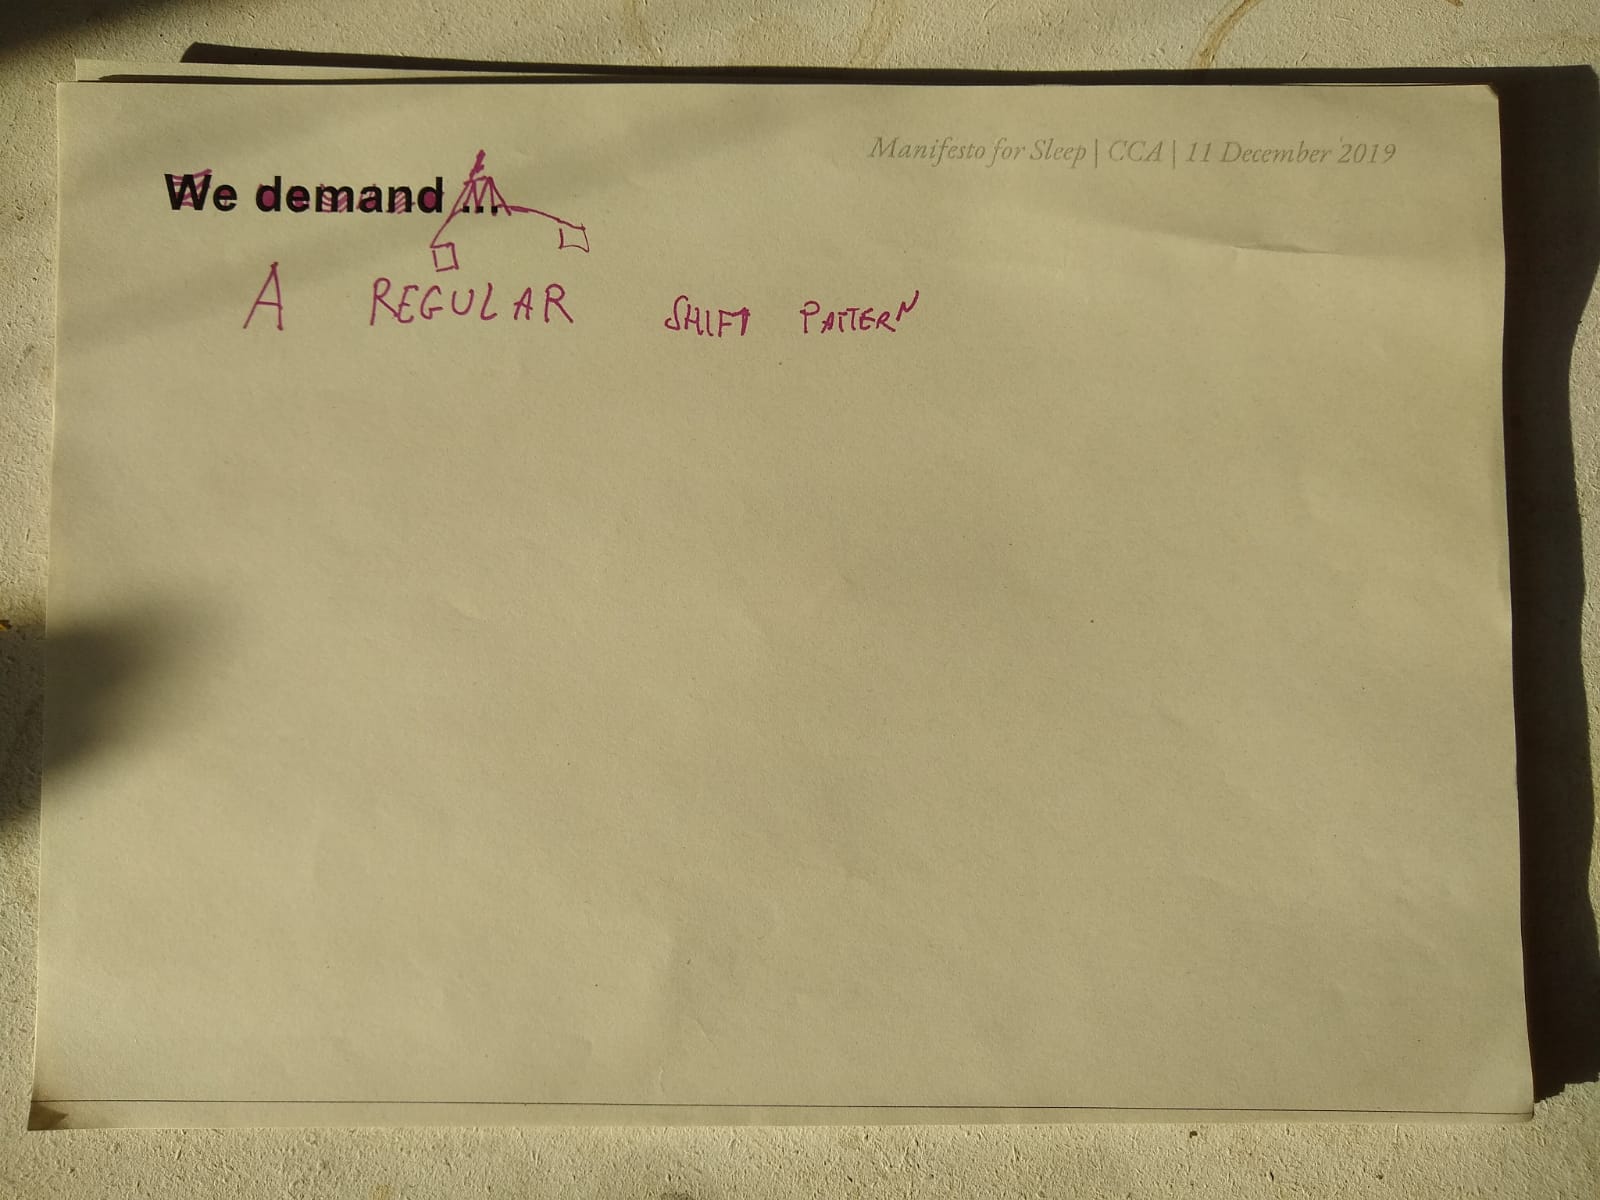 Manifesto for Sleep | CCA | 11 December 2019
We demand ...
A REGULAR SHIFT PATTERN